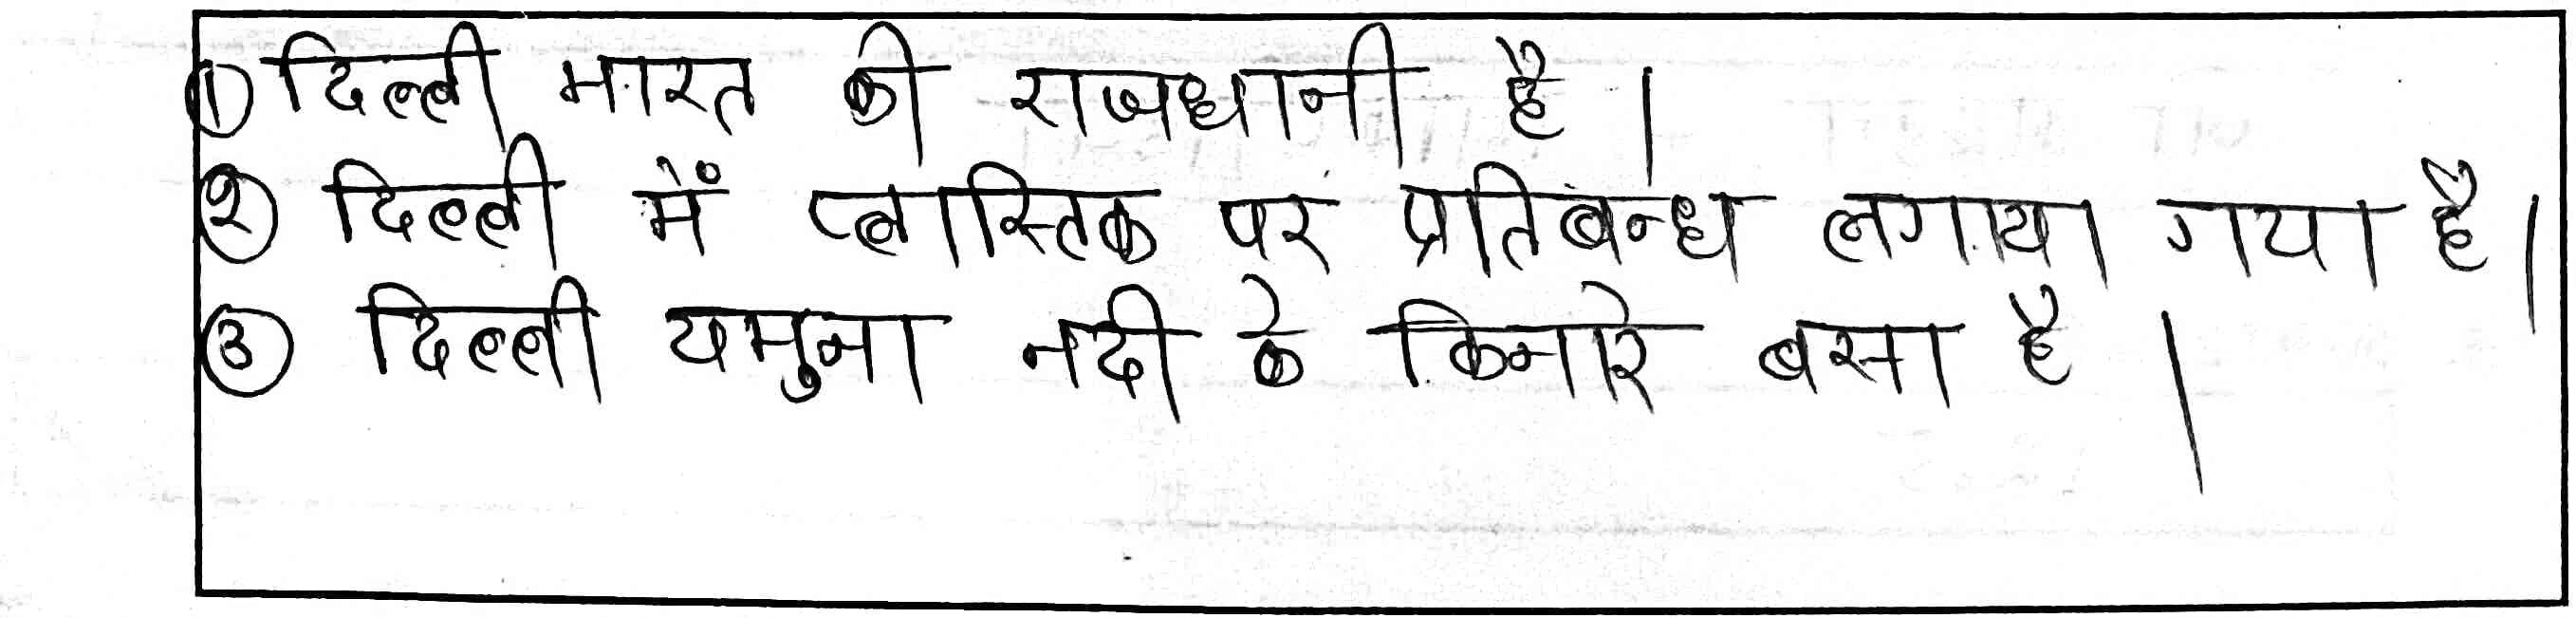 ① दिल्ली भारत की राजधानी है ।
② दिल्ली में प्लास्तिक पर प्रतिबन्ध लगाया गया है ।
③ दिल्ली यमुना नदी के किनारे बसा है ।